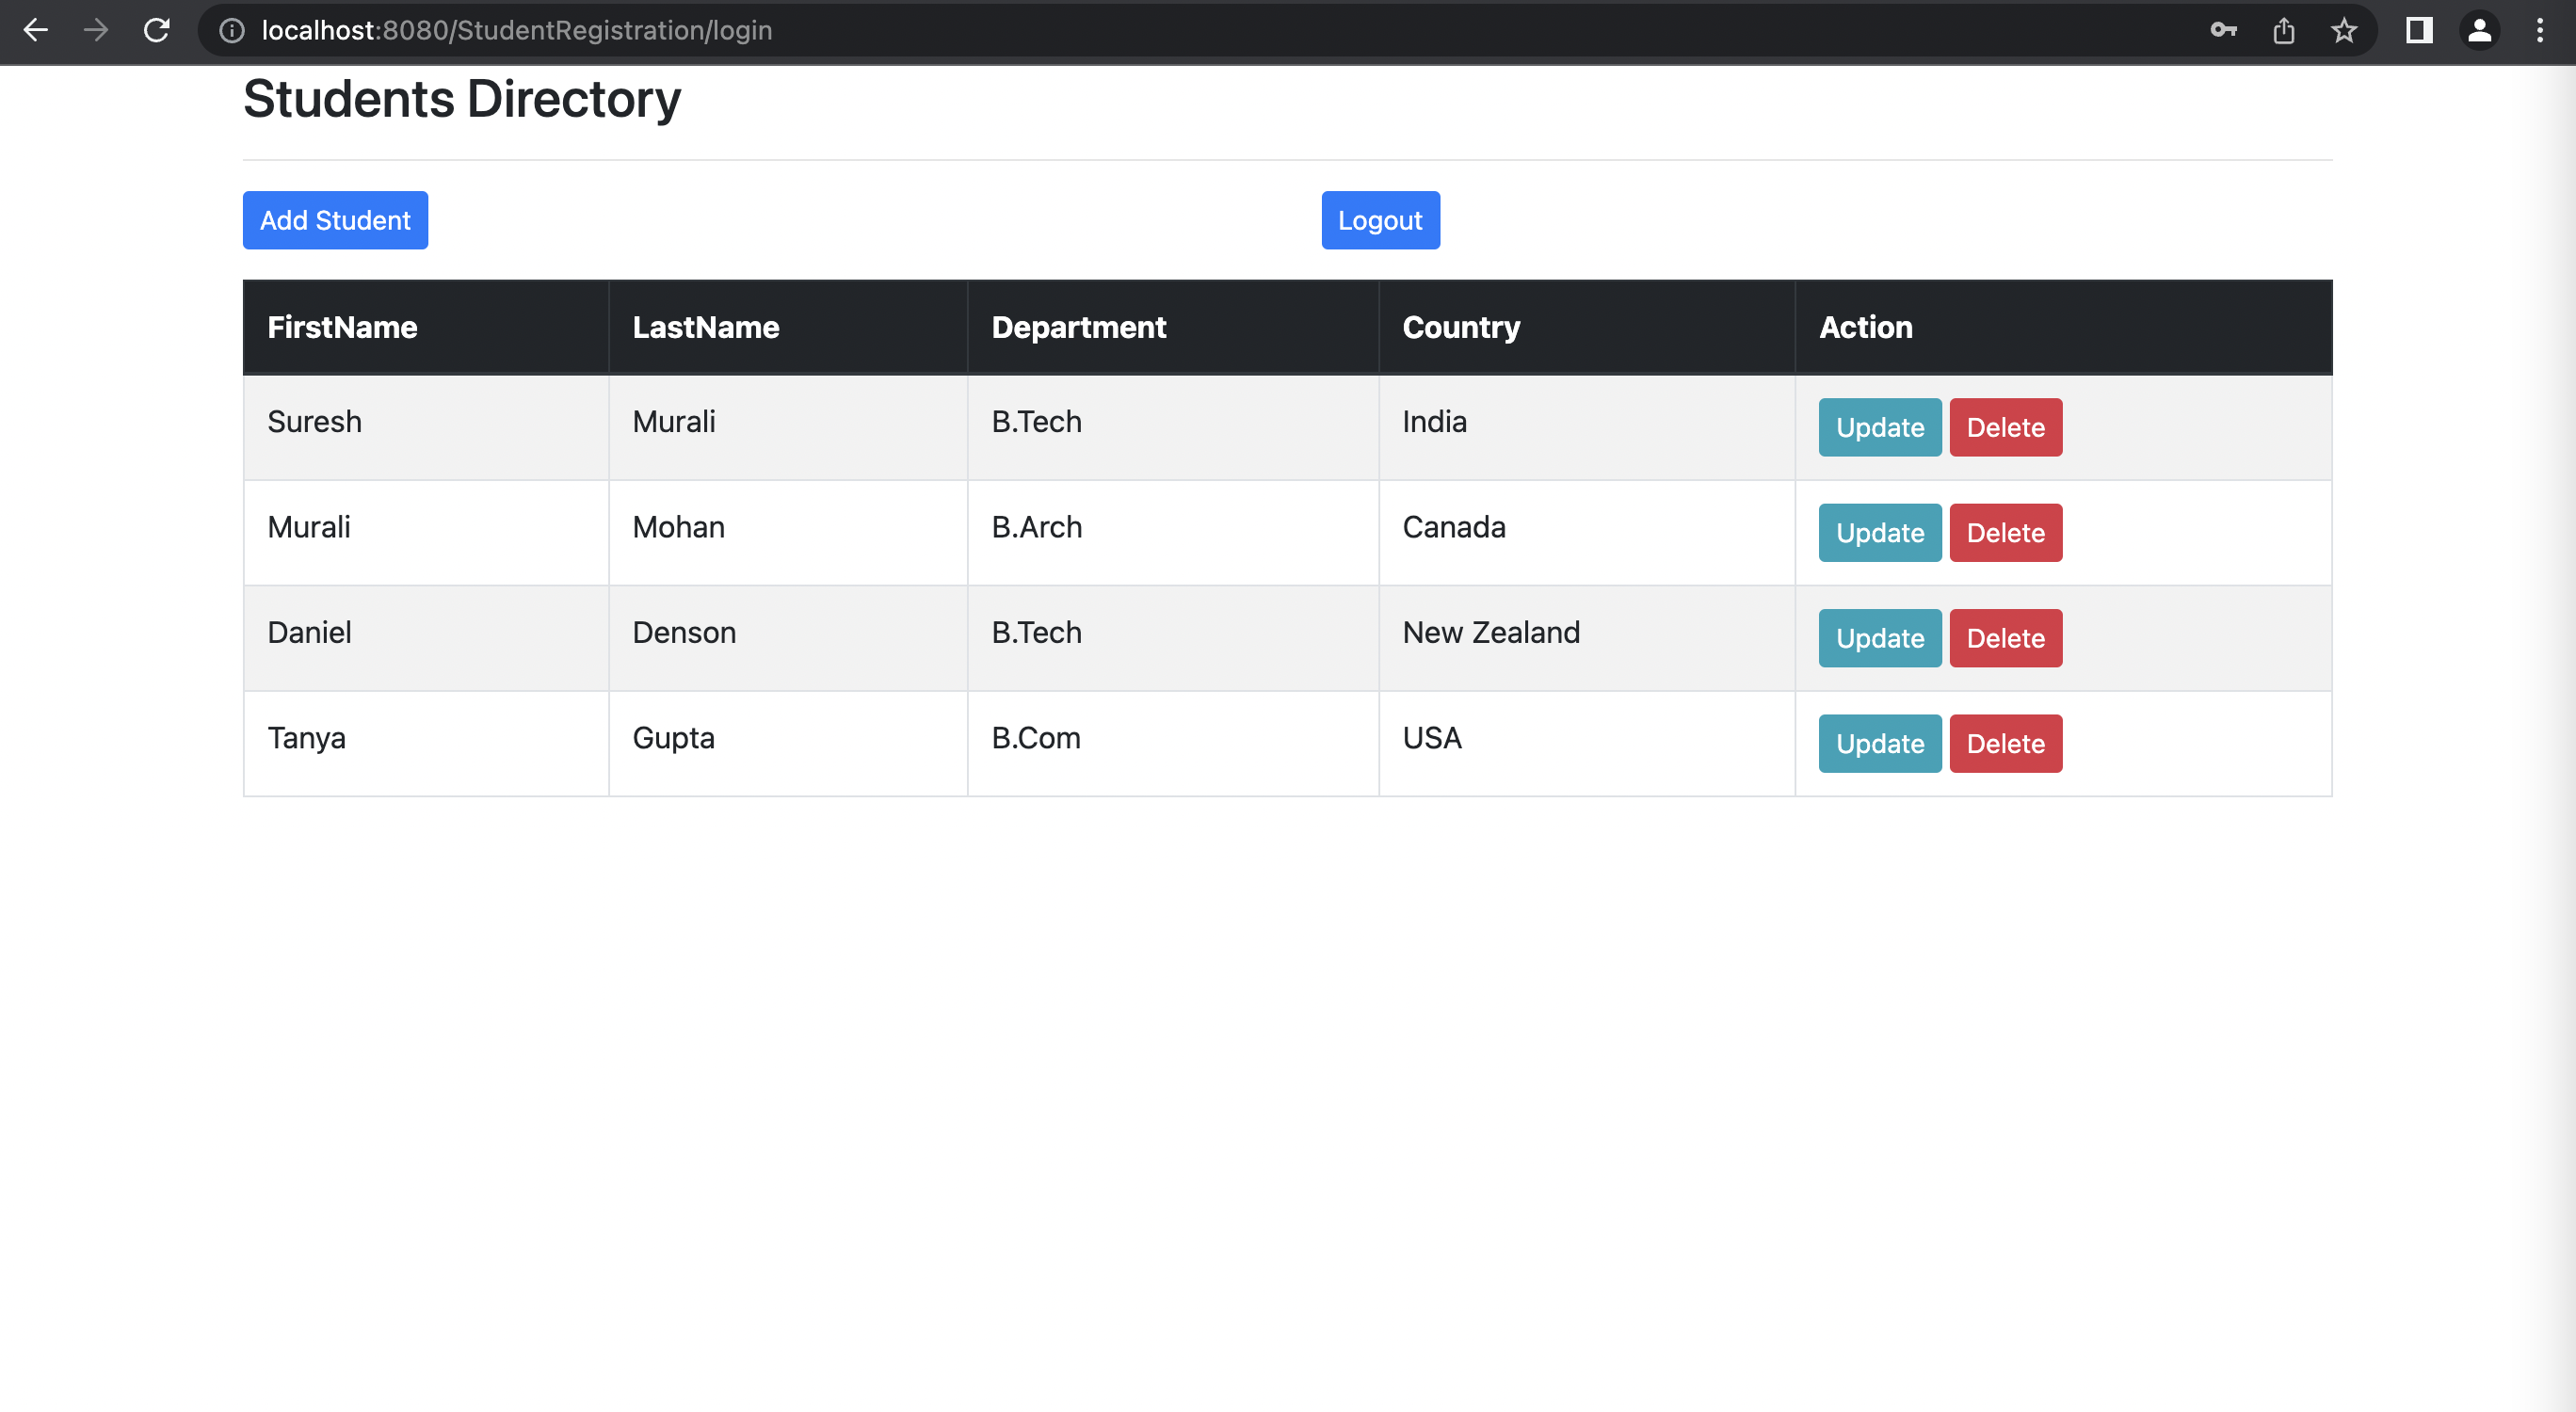 localhost:8080/StudentRegistration/login
Students Directory
Add Student Logout
FirstName LastName Department Country Action
Suresh Murali B.Tech India Update Delete
Murali Mohan B.Arch Canada Update Delete
Daniel Denson B.Tech New Zealand Update Delete
Tanya Gupta B.Com USA Update Delete